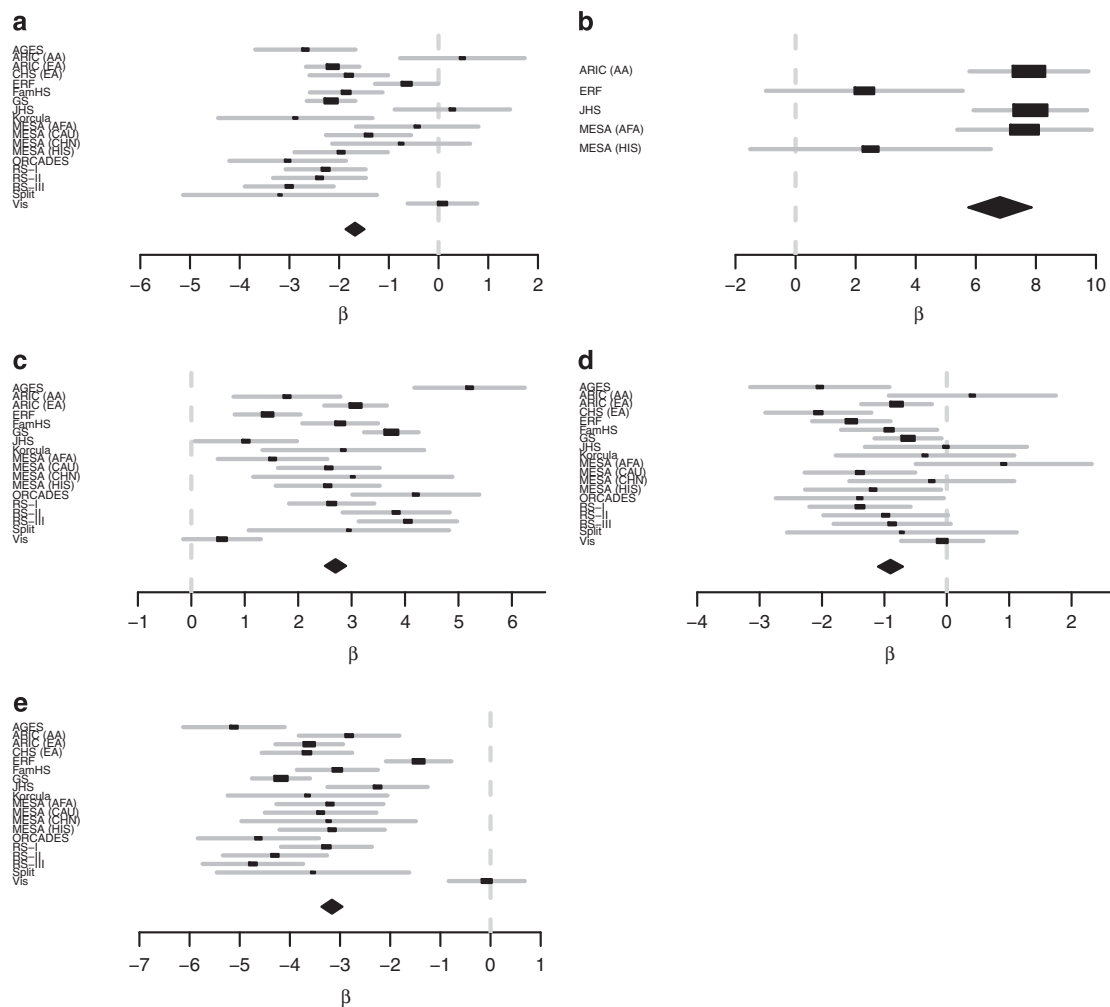 a
AGES
ARIC (AA)
ARIC (EA)
CHS (EA)
ERF
FamHS
GS
JHS
Korcula
MESA (AFA)
MESA (CAU)
MESA (CHN)
MESA (HIS)
ORCADES
RS–I
RS–II
RS–III
Split
Vis
−6 −5 −4 −3 −2 −1 0 1 2
β
b
ARIC (AA)
ERF
JHS
MESA (AFA)
MESA (HIS)
−2 0 2 4 6 8 10
β
c
AGES
ARIC (AA)
ARIC (EA)
ERF
FamHS
GS
JHS
Korcula
MESA (AFA)
MESA (CAU)
MESA (CHN)
MESA (HIS)
ORCADES
RS–I
RS–II
RS–III
Split
Vis
−1 0 1 2 3 4 5 6
β
d
AGES
ARIC (AA)
ARIC (EA)
CHS (EA)
ERF
FamHS
GS
JHS
Korcula
MESA (AFA)
MESA (CAU)
MESA (CHN)
MESA (HIS)
ORCADES
RS–I
RS–II
RS–III
Split
Vis
−4 −3 −2 −1 0 1 2
β
e
AGES
ARIC (AA)
ARIC (EA)
CHS (EA)
ERF
FamHS
GS
JHS
Korcula
MESA (AFA)
MESA (CAU)
MESA (CHN)
MESA (HIS)
ORCADES
RS–I
RS–II
RS–III
Split
Vis
−7 −6 −5 −4 −3 −2 −1 0 1
β